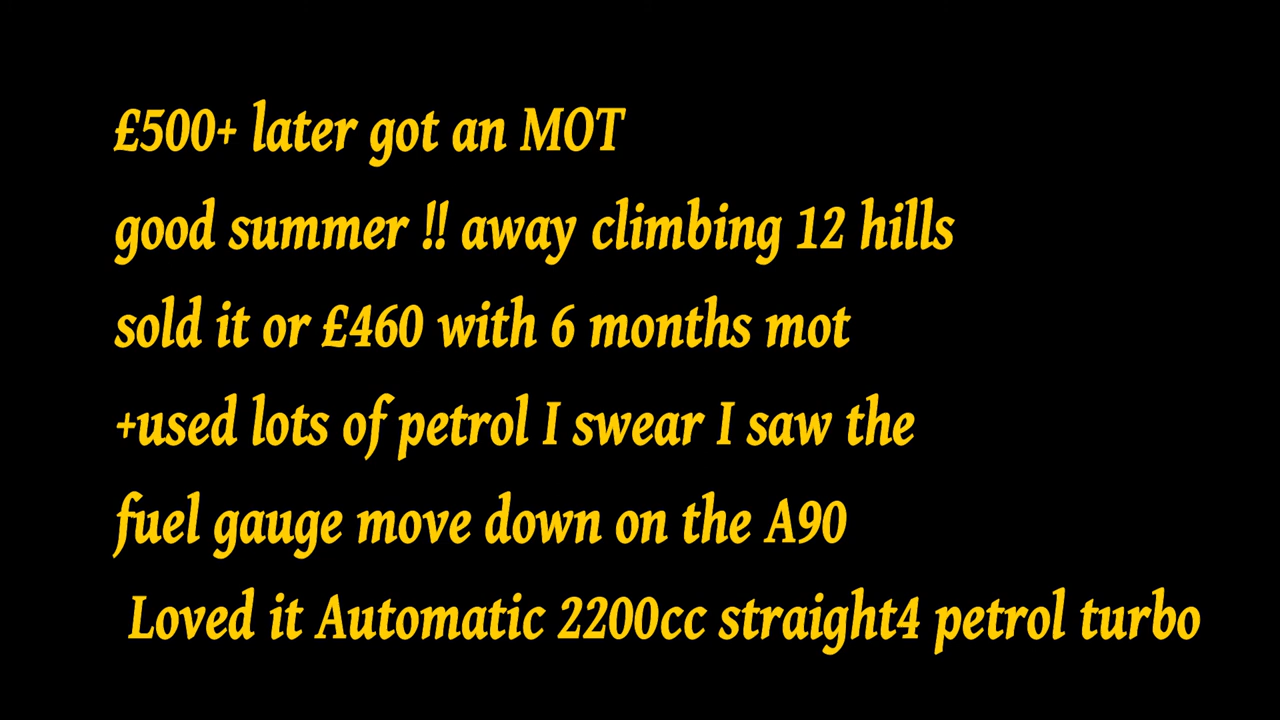 £500+ later got an MOT
good summer !! away climbing 12 hills
sold it or £460 with 6 months mot
+used lots of petrol I swear I saw the
fuel gauge move down on the A90
Loved it Automatic 2200cc straight4 petrol turbo